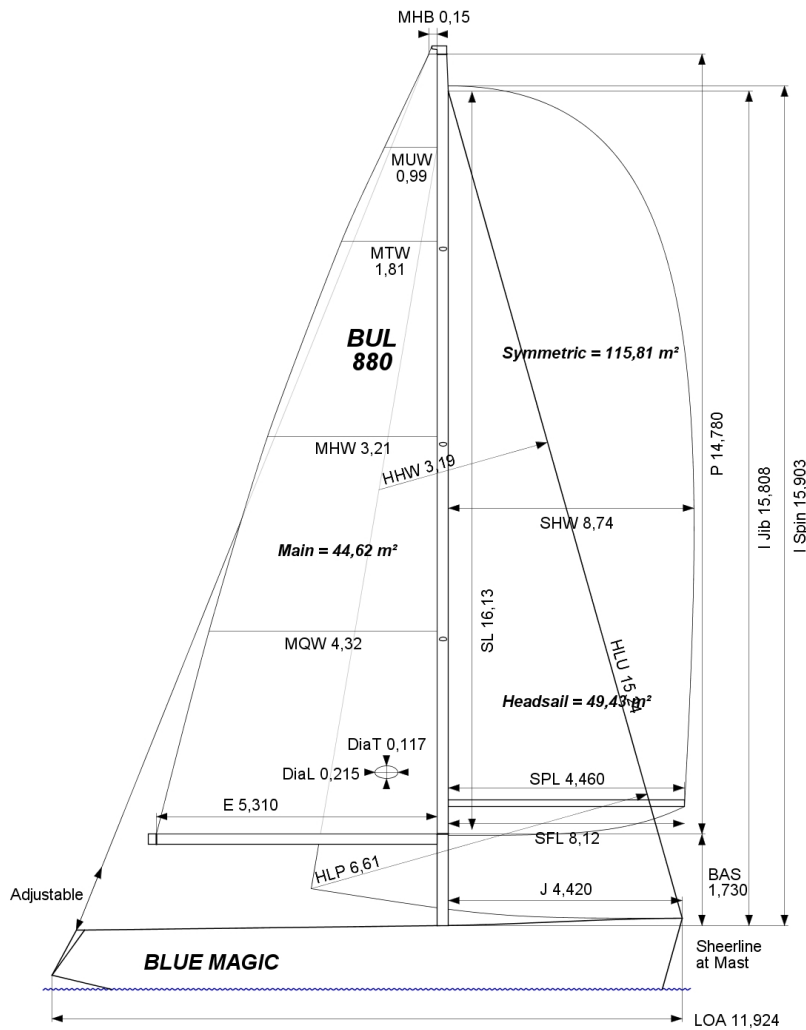 MHB 0,15
MUW
0,99
MTW
1,81
BUL
880
Symmetric = 115,81 m²
P 14,780
I Jib 15,808
I Spin 15.903
MHW 3,21
HHW 3,19
SHW 8,74
Main = 44,62 m²
SL 16,13
MQW 4,32
HLU
Headsail = 49,43 m²
DiaT 0,117
DiaL 0,215
SPL 4,460
E 5,310
SFL 8,12
HLP 6,61
BAS
1,730
J 4,420
Adjustable
Sheerline
at Mast
BLUE MAGIC
LOA 11,924